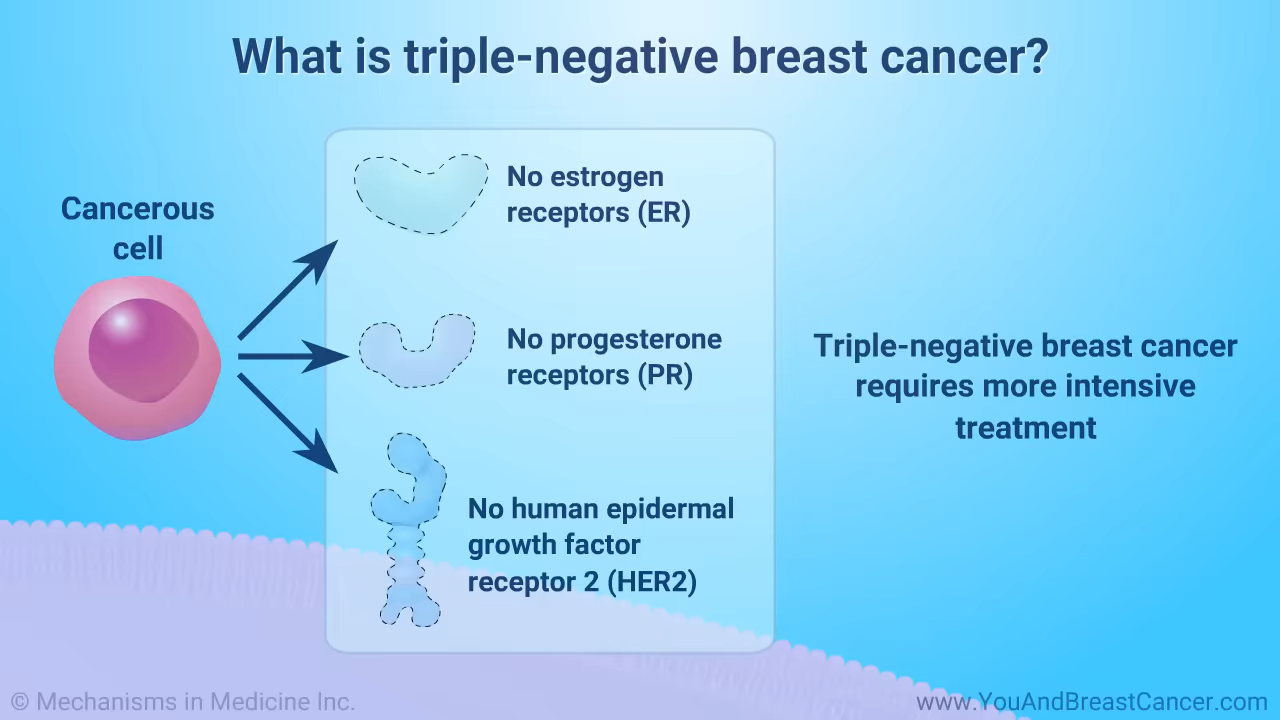 What is triple-negative breast cancer?
Cancerous
cell
No estrogen
receptors (ER)
No progesterone
receptors (PR)
No human epidermal
growth factor
receptor 2 (HER2)
Triple-negative breast cancer
requires more intensive
treatment
© Mechanisms in Medicine Inc.
www.YouAndBreastCancer.com